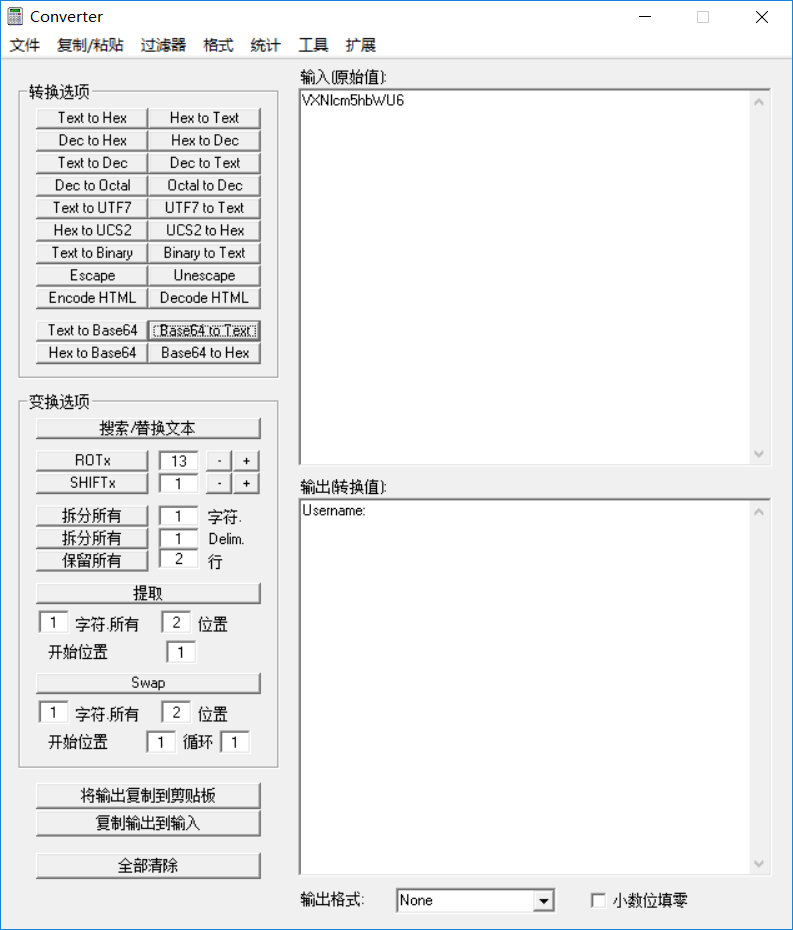 Converter
文件 复制/粘贴 过滤器 格式 统计 工具 扩展
转换选项
Text to Hex Hex to Text
Dec to Hex Hex to Dec
Text to Dec Dec to Text
Dec to Octal Octal to Dec
Text to UTF7 UTF7 to Text
Hex to UCS2 UCS2 to Hex
Text to Binary Binary to Text
Escape Unescape
Encode HTML Decode HTML
Text to Base64 Base64 to Text
Hex to Base64 Base64 to Hex
变换选项
搜索/替换文本
ROTx 13 - +
SHIFTx 1 - +
拆分所有 1 字符.
拆分所有 1 Delim.
保留所有 2 行
提取
1 字符.所有 2 位置
开始位置 1
Swap
1 字符.所有 2 位置
开始位置 1 循环 1
将输出复制到剪贴板
复制输出到输入
全部清除
输入(原始值):
VXNlcm5hbWU6
输出(转换值):
Username:
输出格式: None 小数位填零